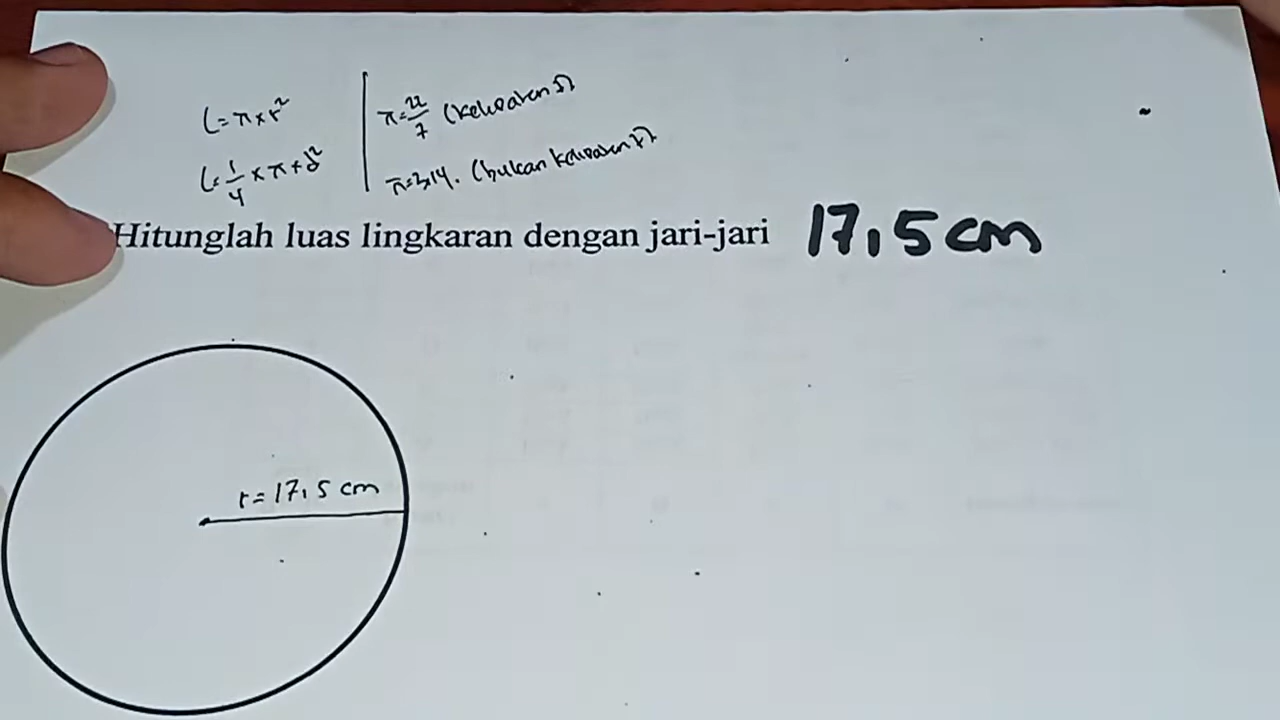 L = π × r²
L = 1/4 × π × d²
π = 22/7 (kelipatan 7)
π = 3,14. (bukan kelipatan 7)
Hitunglah luas lingkaran dengan jari-jari 17,5 cm
r = 17,5 cm